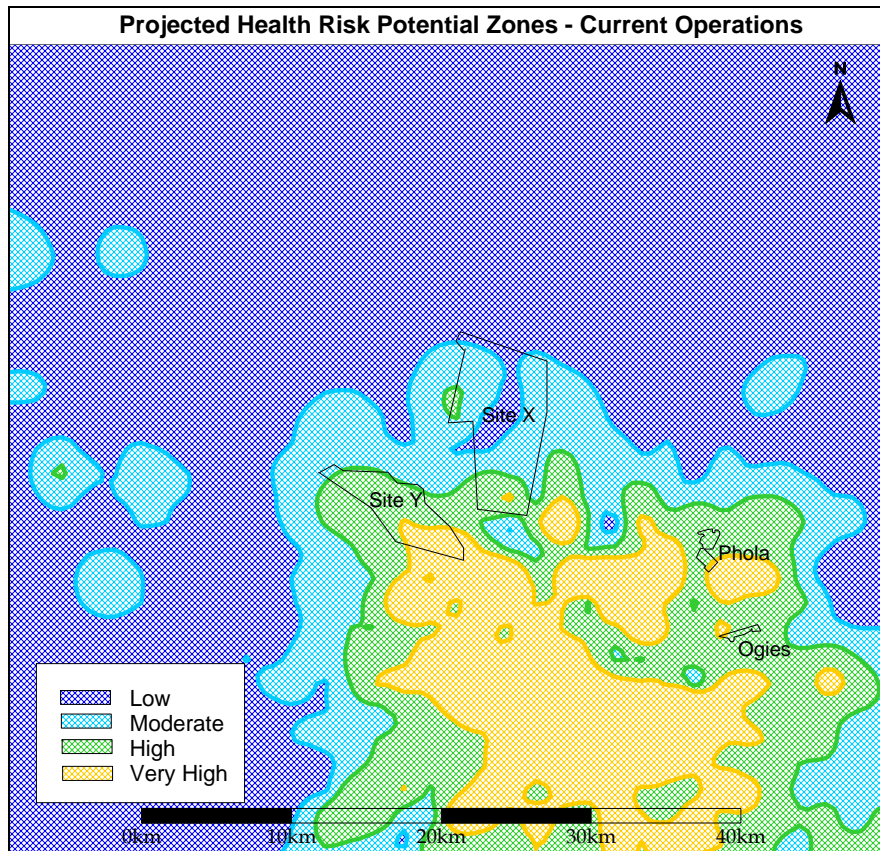 Projected Health Risk Potential Zones - Current Operations
N
Site X
Site Y
Phola
Ogies
Low
Moderate
High
Very High
0km 10km 20km 30km 40km